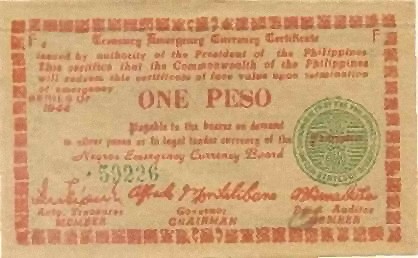 F F
Treasury Emergency Currency Certificate
issued by authority of the President of the Philippines
This certifies that the Commonwealth of the Philippines
will redeem this certificate at face value upon termination
of emergency
SERIES OF
1944
ONE PESO
Payable to the bearer on demand
in silver pesos or in legal tender currency of the
Negros Emergency Currency Board
59226
Actg. Treasurer
Governor
Auditor
MEMBER
CHAIRMAN
MEMBER